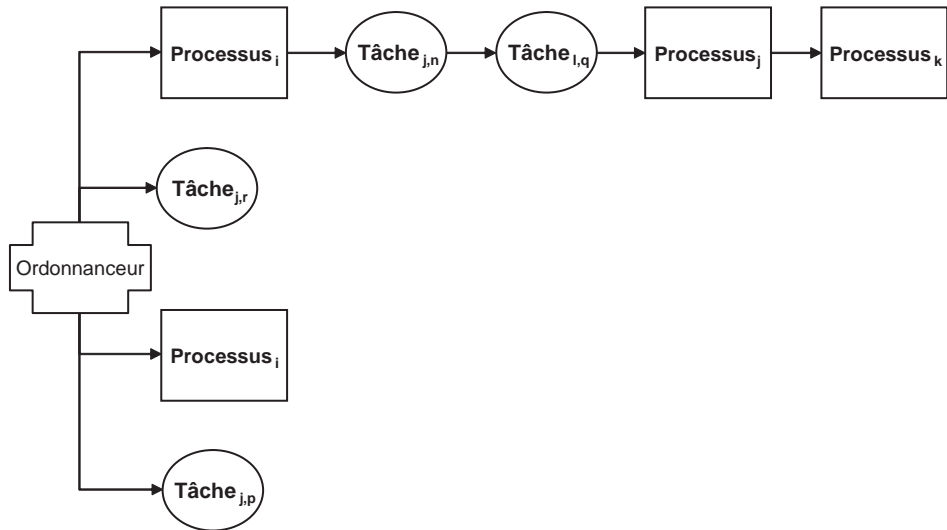 Processus i
Tâche j,n
Tâche l,q
Processus j
Processus k
Tâche j,r
Ordonnanceur
Processus i
Tâche j,p